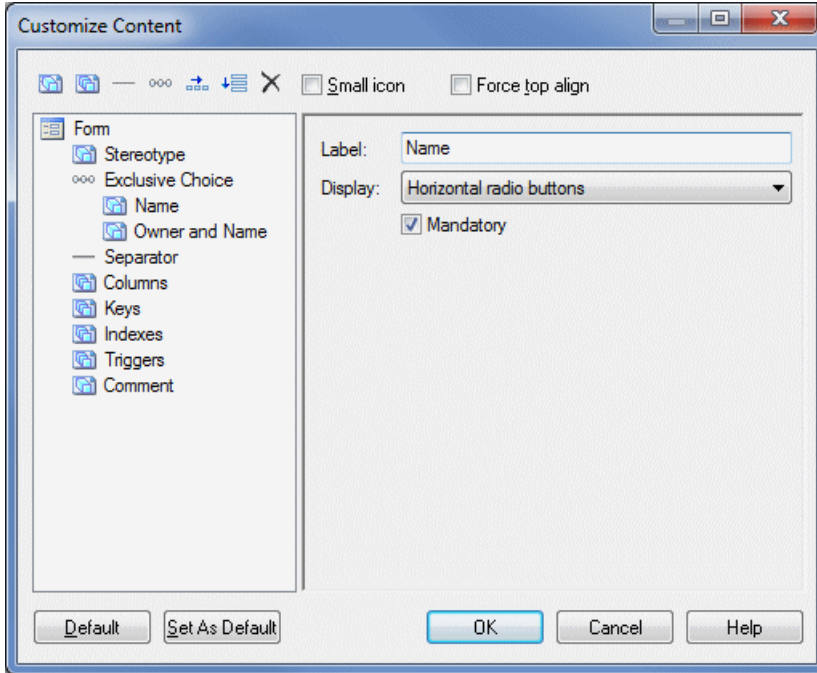 Customize Content
Small icon
Force top align
Form
Stereotype
Exclusive Choice
Name
Owner and Name
Separator
Columns
Keys
Indexes
Triggers
Comment
Label: Name
Display: Horizontal radio buttons
Mandatory
Default Set As Default OK Cancel Help